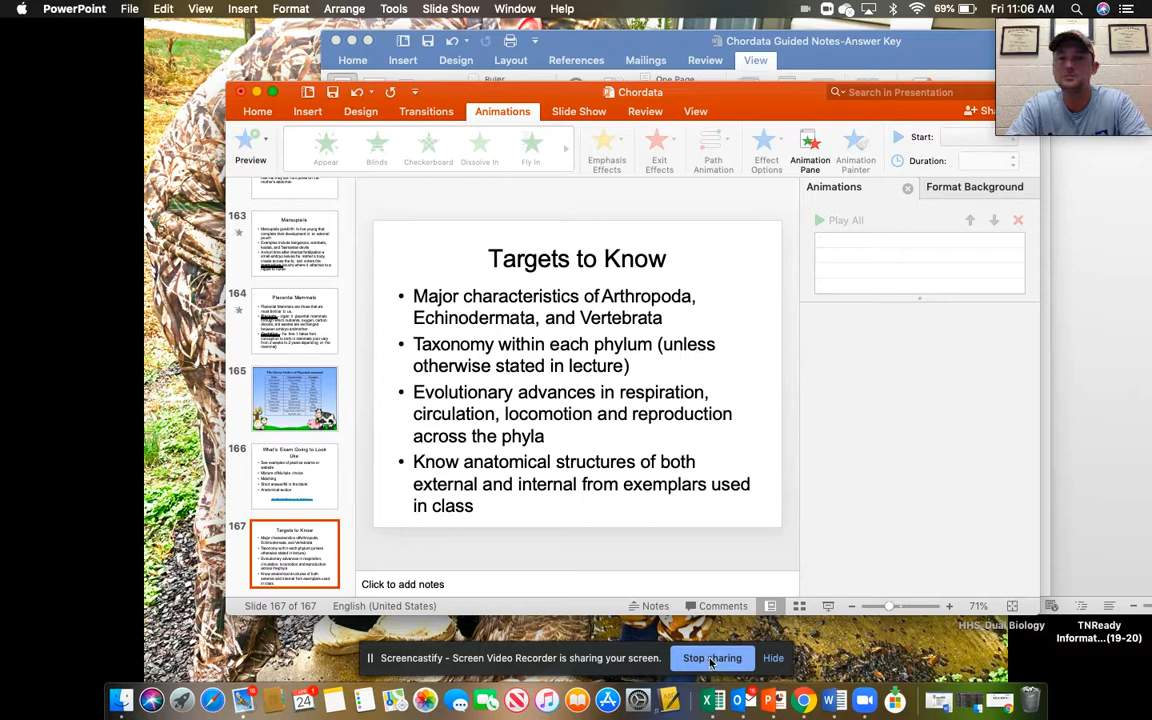 PowerPoint File Edit View Insert Format Arrange Tools Slide Show Window Help 69% Fri 11:06 AM
Chordata Guided Notes-Answer Key
Home Insert Design Layout References Mailings Review View
Ruler One Page
Chordata
Search in Presentation
Home Insert Design Transitions Animations Slide Show Review View
Preview
Appear Blinds Checkerboard Dissolve In Fly In
Emphasis Effects
Exit Effects
Path Animation
Effect Options
Animation Pane
Animation Painter
Start:
Duration:
Animations
Format Background
Play All
163
Marsupials
164
Placental Mammals
165
166
What's Exam Going to Look Like
167
Targets to Know
Targets to Know
• Major characteristics of Arthropoda,
Echinodermata, and Vertebrata
• Taxonomy within each phylum (unless
otherwise stated in lecture)
• Evolutionary advances in respiration,
circulation, locomotion and reproduction
across the phyla
• Know anatomical structures of both
external and internal from exemplars used
in class
Click to add notes
Slide 167 of 167 English (United States) Notes Comments 71%
HHS_Dual Biology
TNReady
Informat...(19-20)
Screencastify - Screen Video Recorder is sharing your screen. Stop sharing Hide